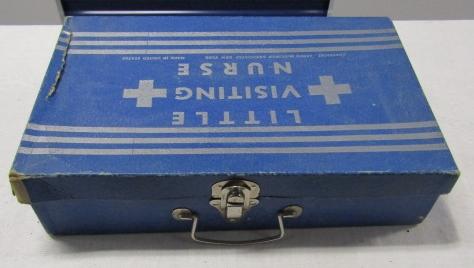 LITTLE
VISITING
NURSE
MADE IN UNITED STATES